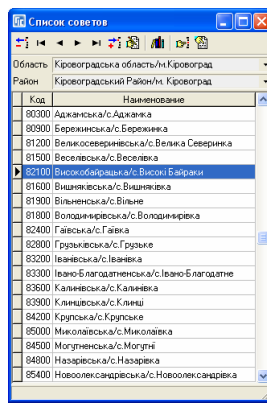 Список советов
Область Кіровоградська область/м.Кіровоград
Район Кіровоградський Район/м. Кіровоград
Код Наименование
80300 Аджамська/с.Аджамка
80900 Бережинська/с.Бережинка
81200 Великосеверинівська/с.Велика Северинка
81500 Веселівська/с.Веселівка
82100 Високобайрацька/с.Високі Байраки
81600 Вишняківська/с.Вишняківка
81900 Вільненська/с.Вільне
81800 Володимирівська/с.Володимирівка
82400 Гаївська/с.Гаївка
82800 Грузьківська/с.Грузьке
83200 Іванівська/с.Іванівка
83300 Івано-Благодатненська/с.Івано-Благодатне
83600 Калинівська/с.Калинівка
83900 Клинцівська/с.Клинці
84200 Крупська/с.Крупське
85000 Миколаївська/с.Миколаївка
84500 Могутненська/с.Могутні
84800 Назарівська/с.Назарівка
85400 Новоолександрівська/с.Новоолександрівка